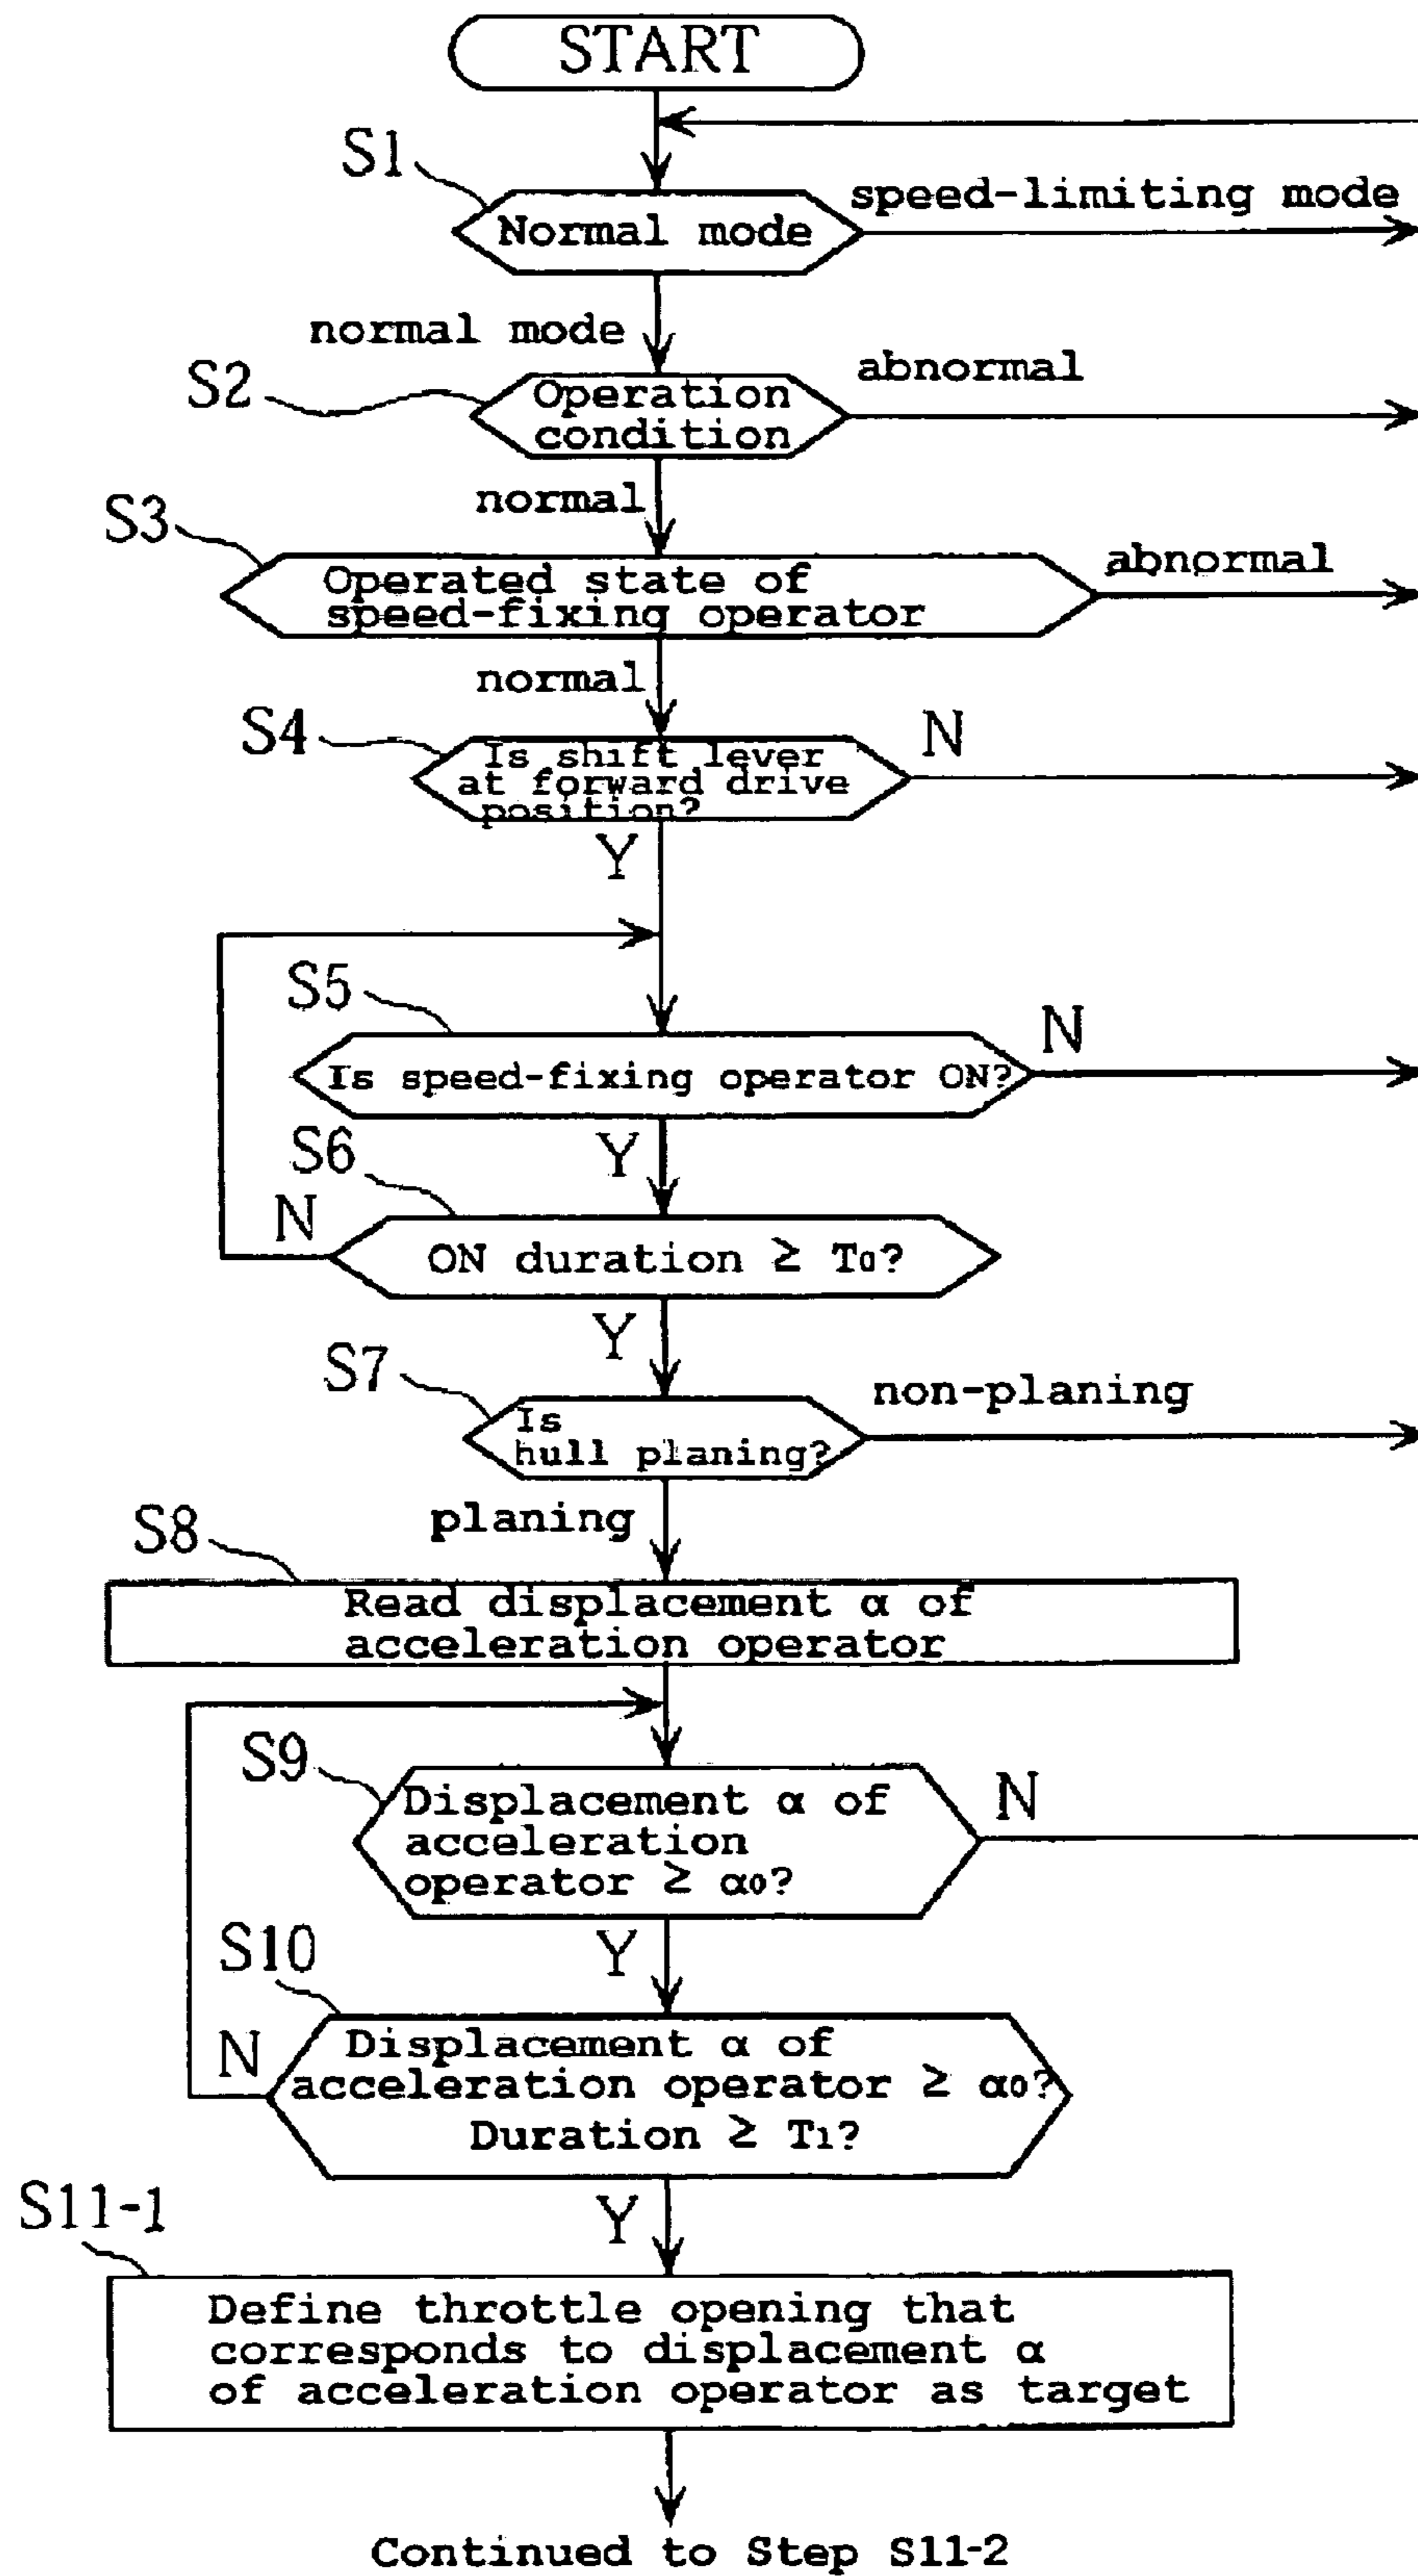 START
S1
speed-limiting mode
Normal mode
normal mode
S2
abnormal
Operation
condition
normal
S3
abnormal
Operated state of
speed-fixing operator
normal
S4
N
Is shift lever
at forward drive
position?
Y
S5
N
Is speed-fixing operator ON?
S6
Y
N
ON duration ≥ T0?
Y
S7
non-planing
Is
hull planing?
planing
S8
Read displacement α of
acceleration operator
S9
N
Displacement α of
acceleration
operator ≥ α0?
S10
Y
N
Displacement α of
acceleration operator ≥ α0?
Duration ≥ T1?
S11-1
Y
Define throttle opening that
corresponds to displacement α
of acceleration operator as target
Continued to Step S11-2